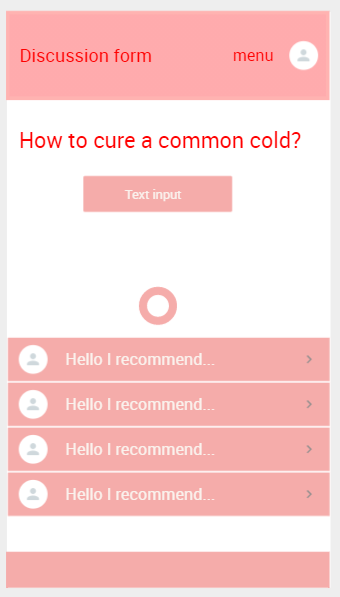 Discussion form menu
How to cure a common cold?
Text input
Hello I recommend...
Hello I recommend...
Hello I recommend...
Hello I recommend...